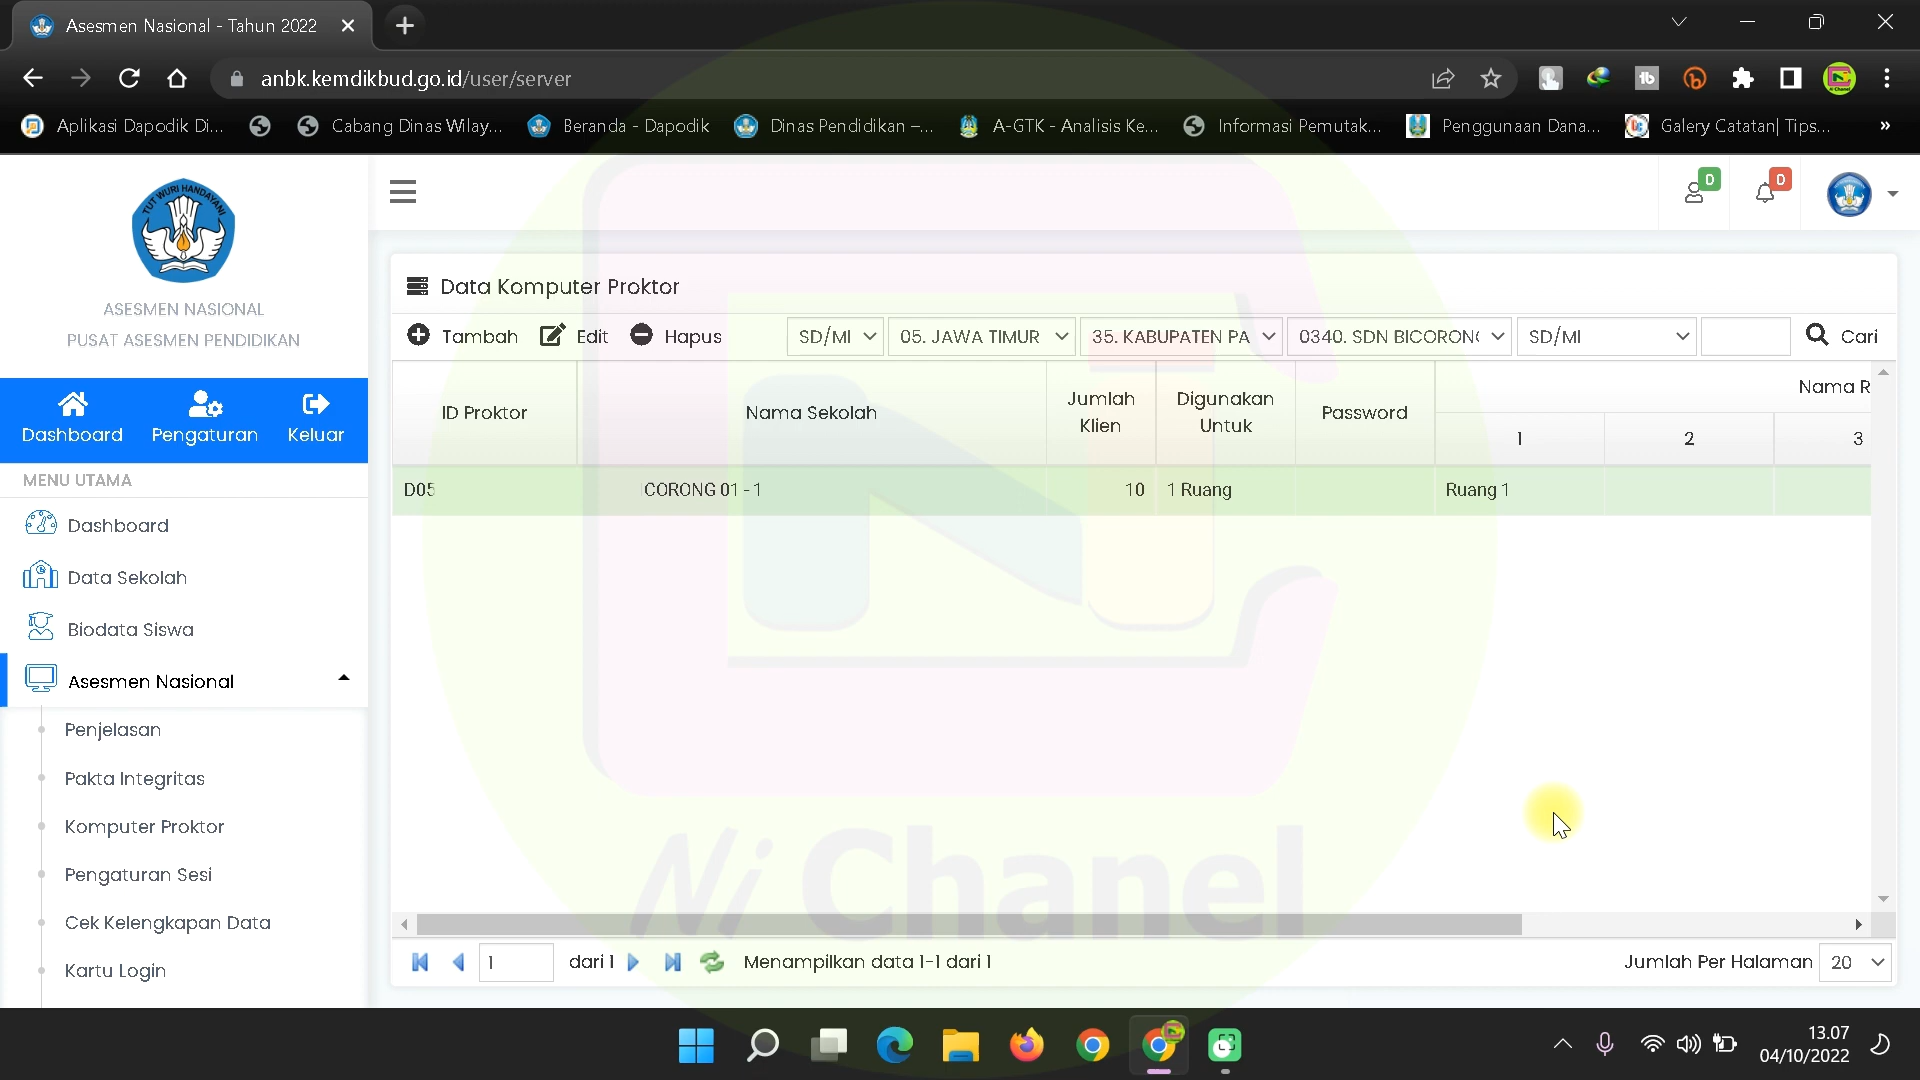 Asesmen Nasional - Tahun 2022
anbk.kemdikbud.go.id/user/server
Aplikasi Dapodik Di...
Cabang Dinas Wilay...
Beranda - Dapodik
Dinas Pendidikan –...
A-GTK - Analisis Ke...
Informasi Pemutak...
Penggunaan Dana...
Galery Catatan| Tips...
»
TUT WURI HANDAYANI
ASESMEN NASIONAL
PUSAT ASESMEN PENDIDIKAN
0
0
Dashboard
Pengaturan
Keluar
MENU UTAMA
Dashboard
Data Sekolah
Biodata Siswa
Asesmen Nasional
Penjelasan
Pakta Integritas
Komputer Proktor
Pengaturan Sesi
Cek Kelengkapan Data
Kartu Login
Data Komputer Proktor
Tambah
Edit
Hapus
SD/MI
05. JAWA TIMUR
35. KABUPATEN PA
0340. SDN BICORONG
SD/MI
Cari
ID Proktor
Nama Sekolah
Jumlah Klien
Digunakan Untuk
Password
Nama R
1
2
3
D05
CORONG 01 - 1
10
1 Ruang
Ruang 1
Ni Chanel
1
dari 1
Menampilkan data 1-1 dari 1
Jumlah Per Halaman
20
13.07
04/10/2022